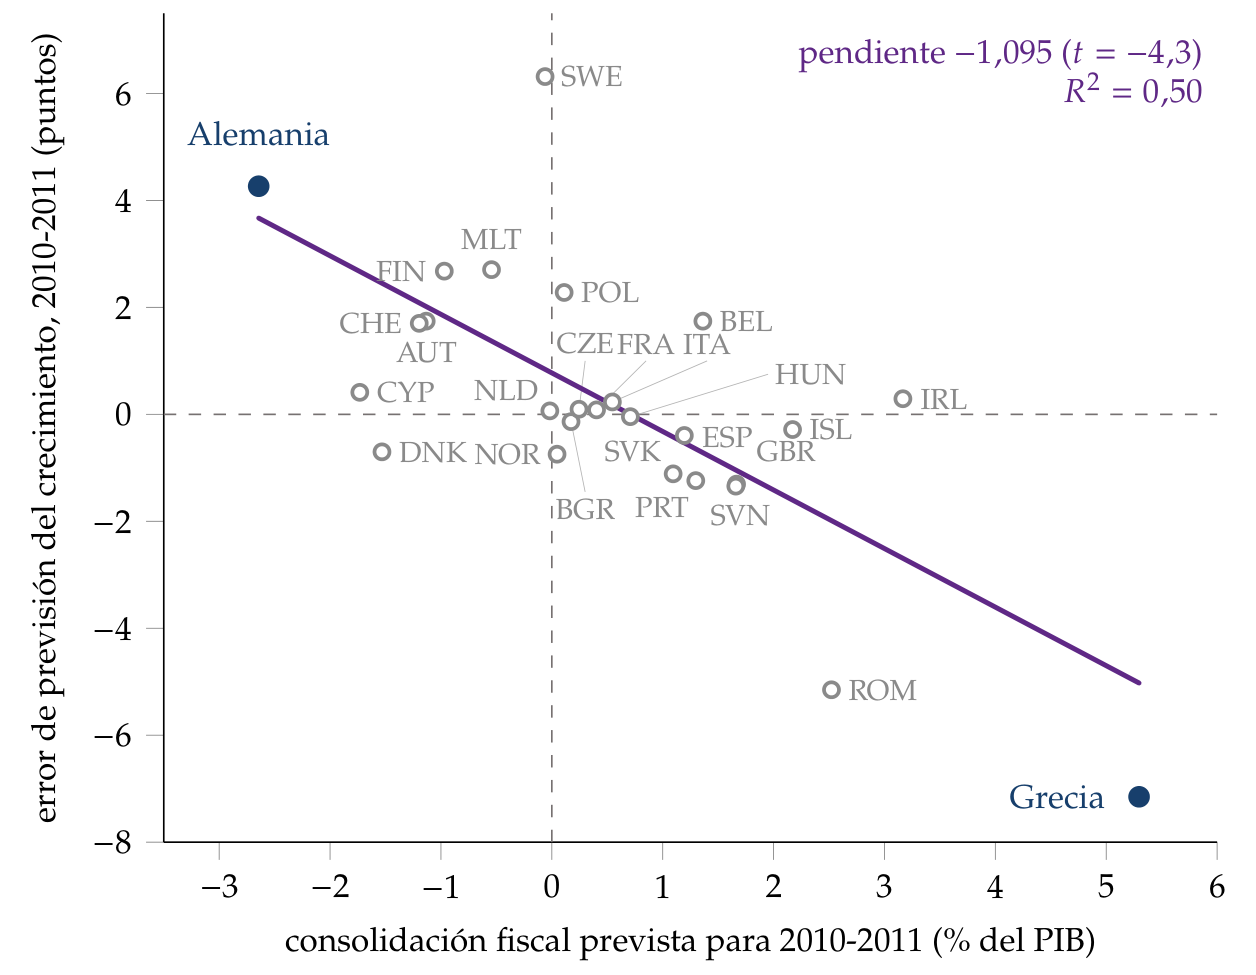 pendiente −1,095 (t = −4,3)
R² = 0,50
SWE
Alemania
MLT
FIN
POL
CHE
BEL
AUT
CZE
FRA
ITA
HUN
CYP
NLD
IRL
ISL
DNK
NOR
SVK
ESP
GBR
BGR
PRT
SVN
ROM
Grecia
error de previsión del crecimiento, 2010-2011 (puntos)
6
4
2
0
−2
−4
−6
−8
−3 −2 −1 0 1 2 3 4 5 6
consolidación fiscal prevista para 2010-2011 (% del PIB)